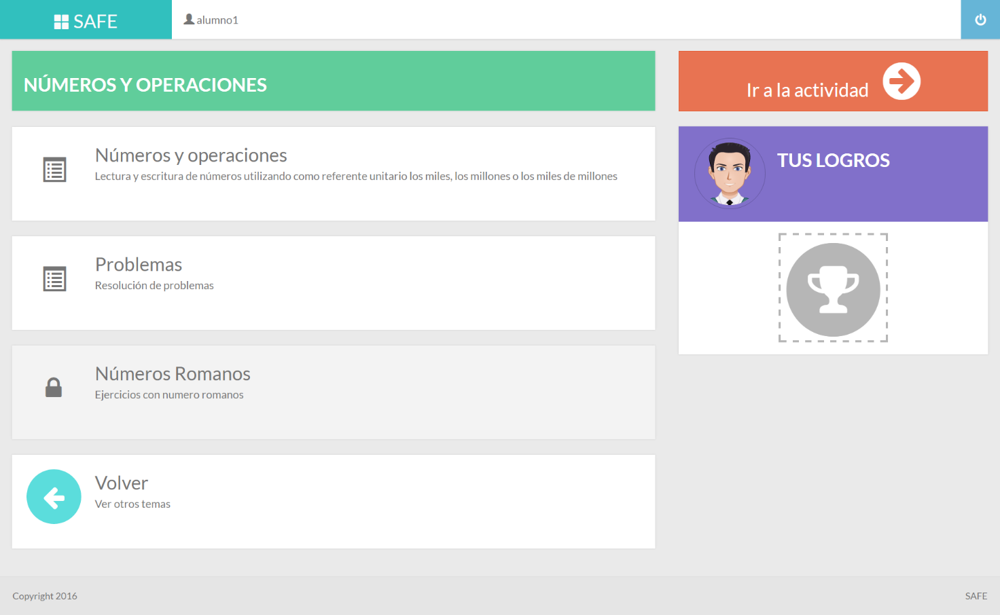 SAFE
alumno1
NÚMEROS Y OPERACIONES
Números y operaciones
Lectura y escritura de números utilizando como referente unitario los miles, los millones o los miles de millones
Problemas
Resolución de problemas
Números Romanos
Ejercicios con numero romanos
Volver
Ver otros temas
Ir a la actividad
TUS LOGROS
Copyright 2016
SAFE